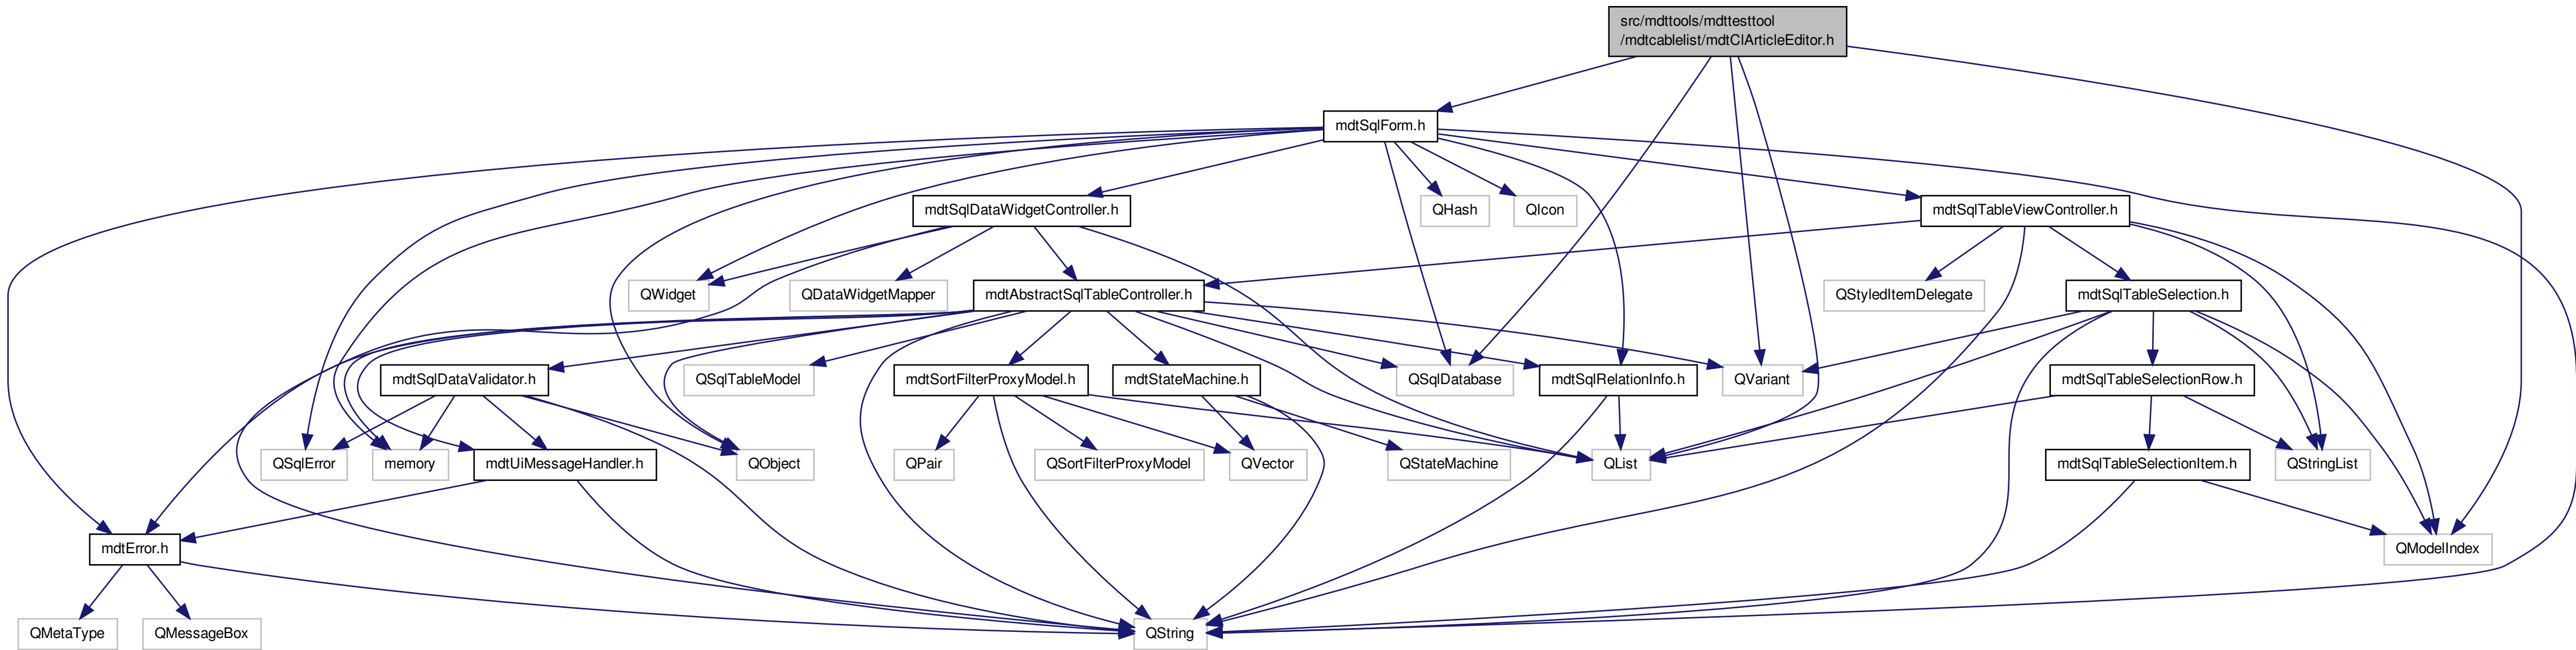 src/mdttools/mdttesttool
/mdtcablelist/mdtClArticleEditor.h
mdtSqlForm.h
mdtSqlDataWidgetController.h
QHash
QIcon
mdtSqlTableViewController.h
QWidget
QDataWidgetMapper
mdtAbstractSqlTableController.h
QStyledItemDelegate
mdtSqlTableSelection.h
mdtSqlDataValidator.h
QSqlTableModel
mdtSortFilterProxyModel.h
mdtStateMachine.h
QSqlDatabase
mdtSqlRelationInfo.h
QVariant
mdtSqlTableSelectionRow.h
QSqlError
memory
mdtUiMessageHandler.h
QObject
QPair
QSortFilterProxyModel
QVector
QStateMachine
QList
mdtSqlTableSelectionItem.h
QStringList
mdtError.h
QModelIndex
QMetaType
QMessageBox
QString